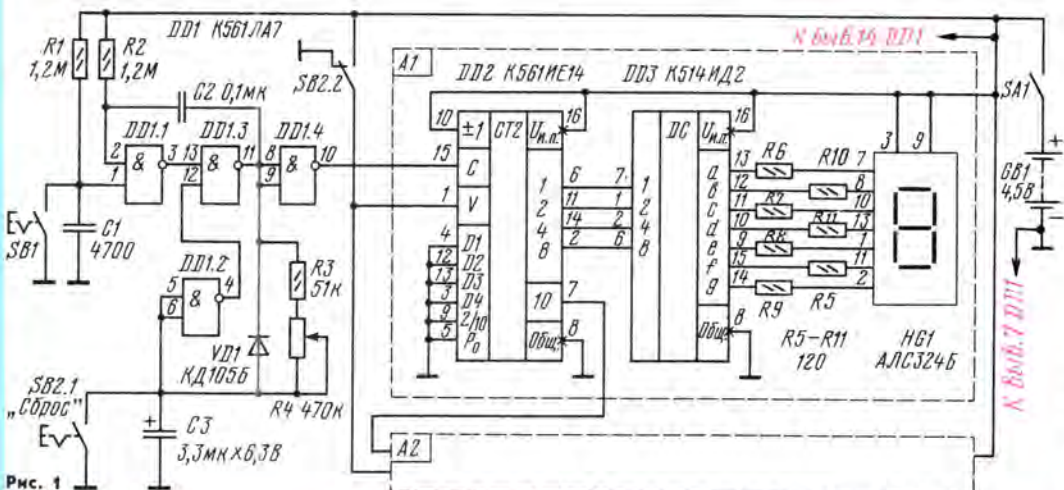 DD1 К561ЛА7
К выв.14 DD1
R1
1,2М
R2
1,2М
SB2.2
A1
DD2 К561ИЕ14
DD3 К514ИД2
SA1
C2 0,1мк
DD1.1
DD1.3
DD1.4
2
1
&
3
13
12
&
11
8
9
&
10
SB1
C1
4700
DD1.2
5
6
&
4
R3
51к
VD1
КД105Б
R4 470к
SB2.1
„Сброс"
C3
3,3мк×6,3В
10
±1
CT2
Uи.п.
16
15
C
1
V
4
D1
12
D2
13
D3
3
D4
9
2/10
5
P0
1
6
2
11
4
14
8
2
10
7
Общ.
8
DC
Uи.п.
16
7
1
1
2
2
4
6
8
a
13
в
12
c
11
d
10
e
9
f
15
g
14
Общ.
8
R6
R10
R7
R11
R8
R9
R5
R5–R11
120
3
9
7
8
10
13
1
11
2
HG1
АЛС324Б
GB1
4,5В
К выв.7 DD1
A2
Рис. 1